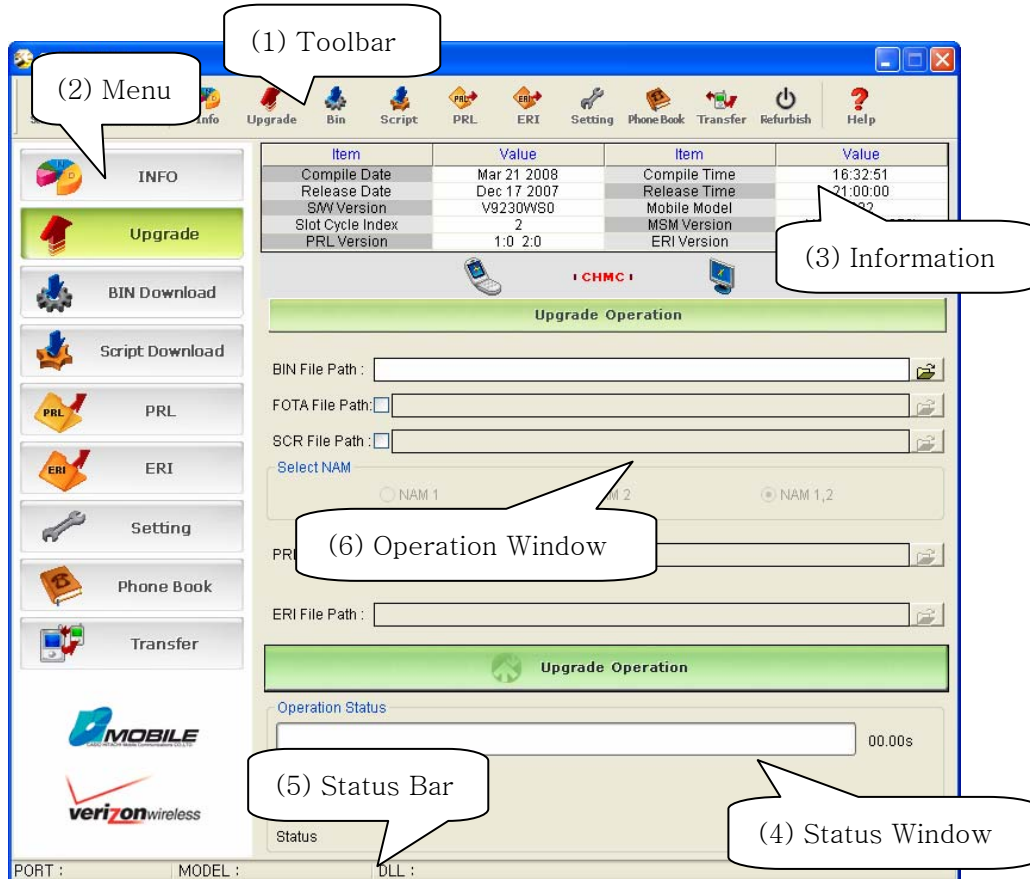 (1) Toolbar
(2) Menu
Info Upgrade Bin Script PRL ERI Setting Phone Book Transfer Refurbish Help
INFO
Upgrade
BIN Download
Script Download
PRL
PRL
ERI
ERI
Setting
Phone Book
Transfer
MOBILE
verizonwireless
Item Value Item Value
Compile Date Mar 21 2008 Compile Time 16:32:51
Release Date Dec 17 2007 Release Time 21:00:00
S/W Version V9230WS0 Mobile Model
Slot Cycle Index 2 MSM Version
PRL Version 1:0 2:0 ERI Version
(3) Information
CHMC
Upgrade Operation
BIN File Path :
FOTA File Path:
SCR File Path :
Select NAM
NAM 1 2 NAM 1,2
(6) Operation Window
ERI File Path :
Upgrade Operation
Operation Status
00.00s
(5) Status Bar
(4) Status Window
Status
PORT : MODEL : DLL :